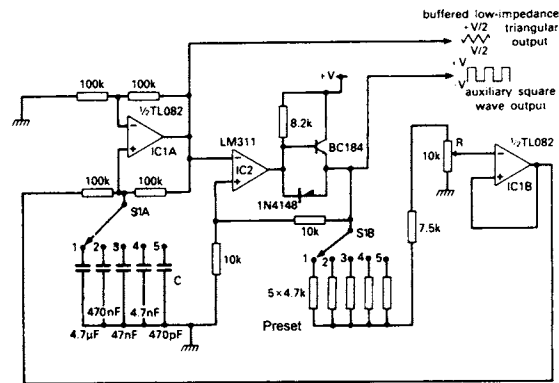 buffered low-impedance
triangular
output
+V/2
V/2
+V
-V
auxiliary square
wave output
100k
100k
½TL082
IC1A
+V
8.2k
BC184
LM311
IC2
1N4148
½TL082
R
10k
IC1B
100k
100k
S1A
10k
S1B
7.5k
1 2 3 4 5
C
10k
1 2 3 4 5
470nF
4.7nF
4.7µF
47nF
470pF
5×4.7k
Preset